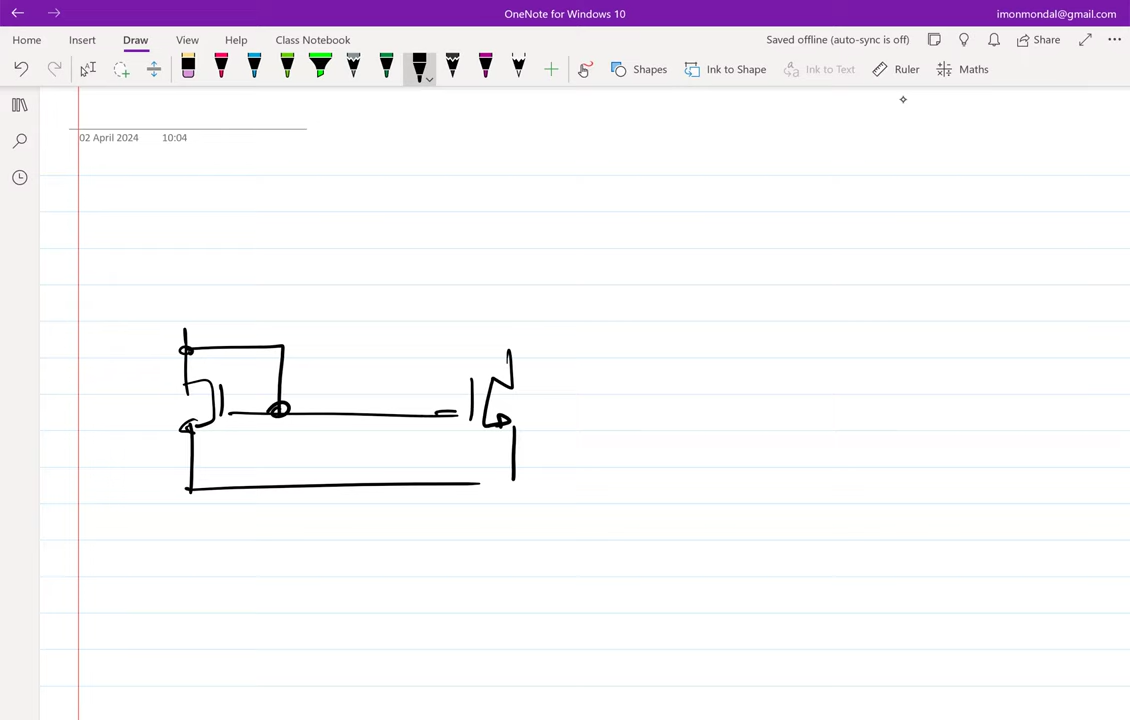 OneNote for Windows 10
imonmondal@gmail.com
Home
Insert
Draw
View
Help
Class Notebook
Saved offline (auto-sync is off)
Share
Shapes
Ink to Shape
Ink to Text
Ruler
Maths
02 April 2024
10:04